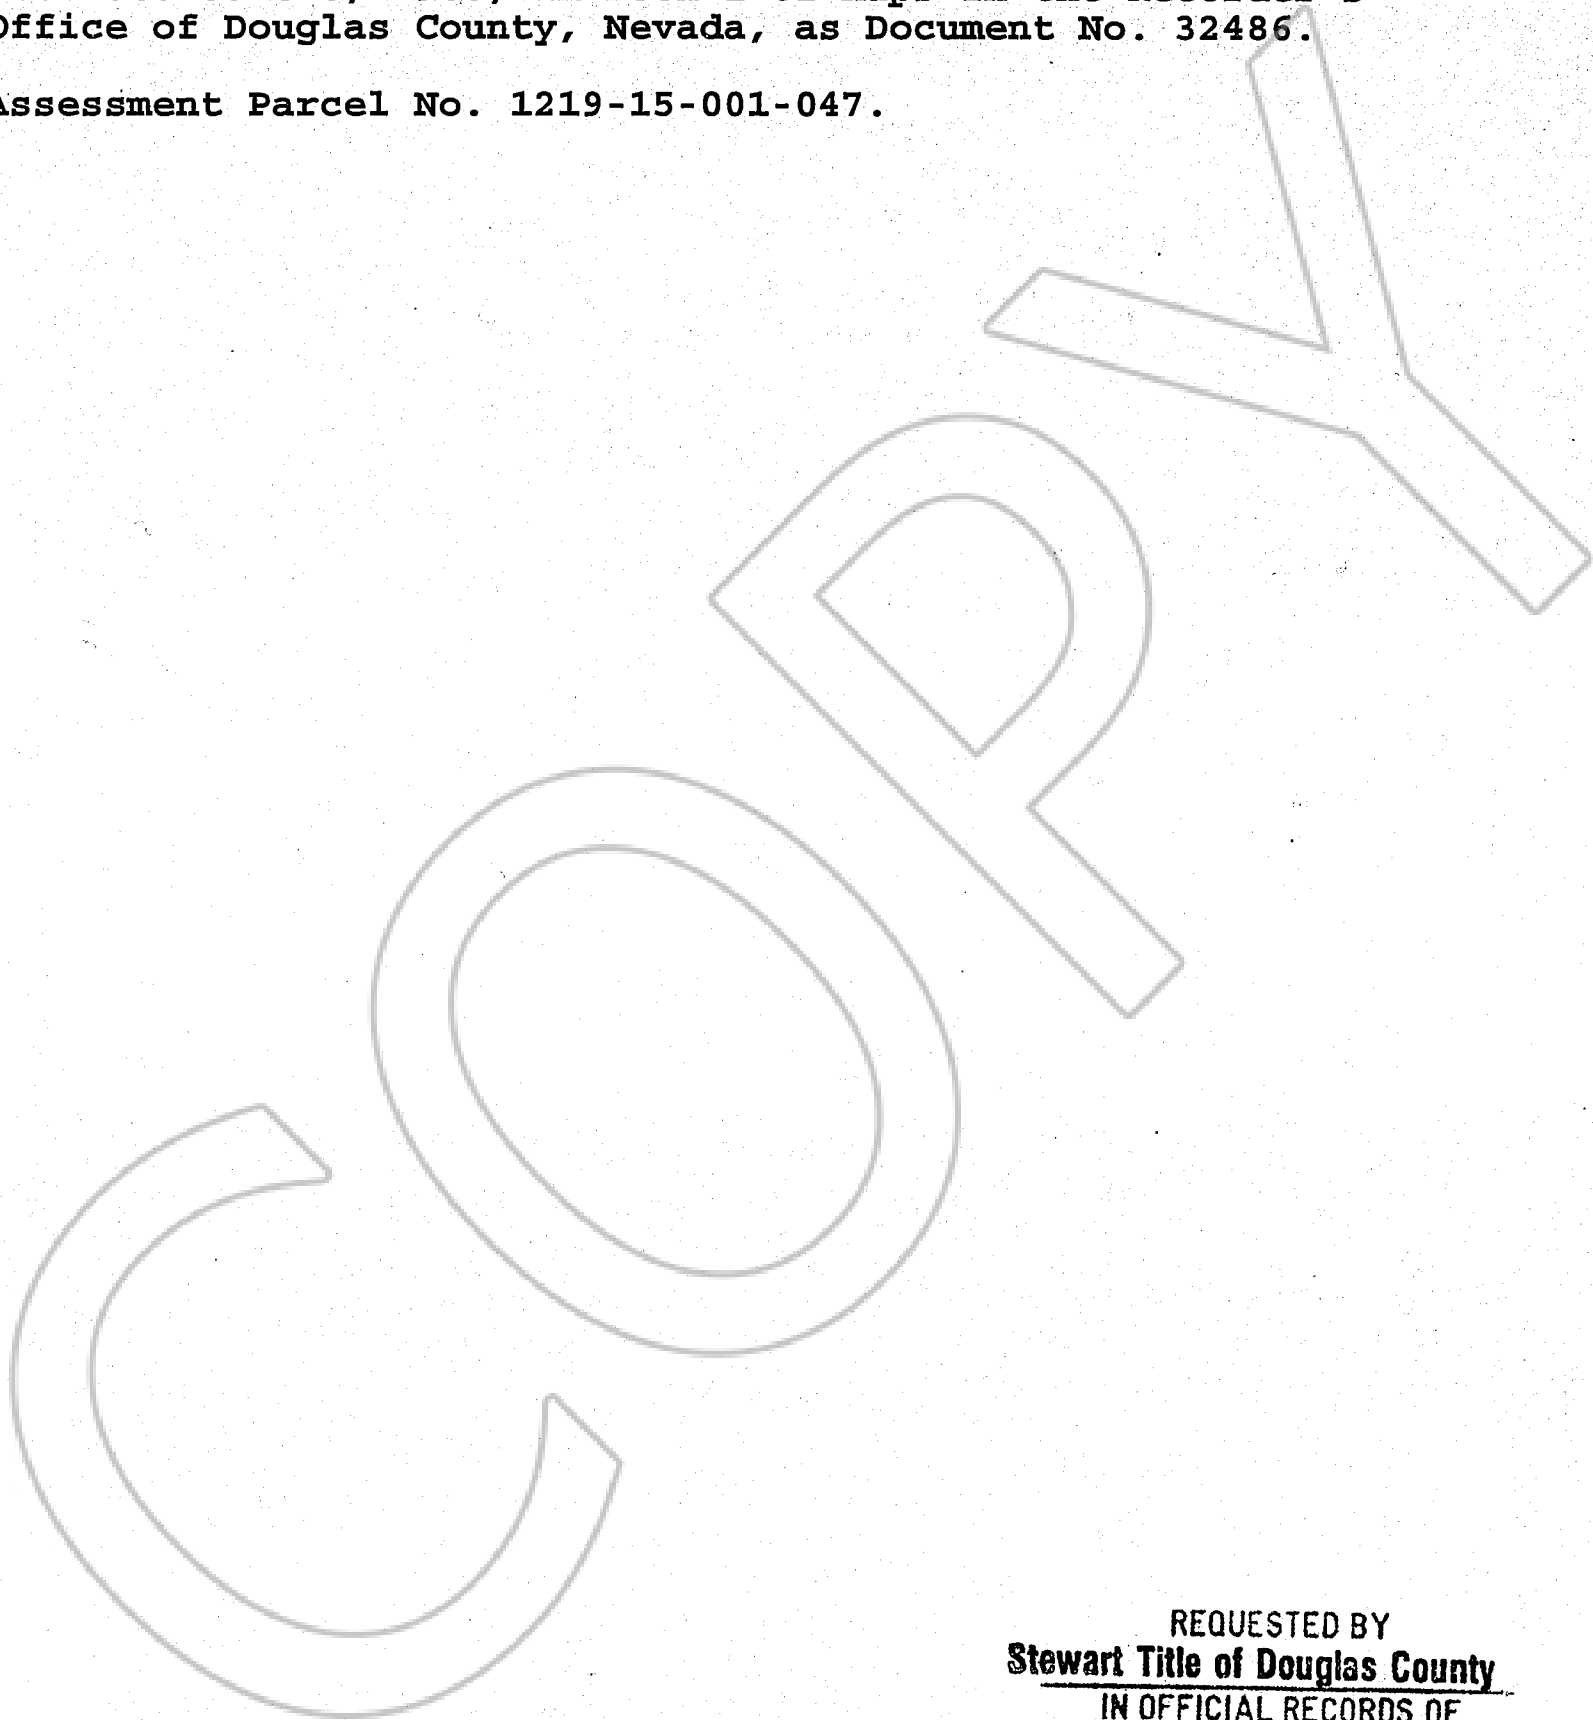 Office of Douglas County, Nevada, as Document No. 32486.
Assessment Parcel No. 1219-15-001-047.
COPY
REQUESTED BY
Stewart Title of Douglas County
IN OFFICIAL RECORDS OF